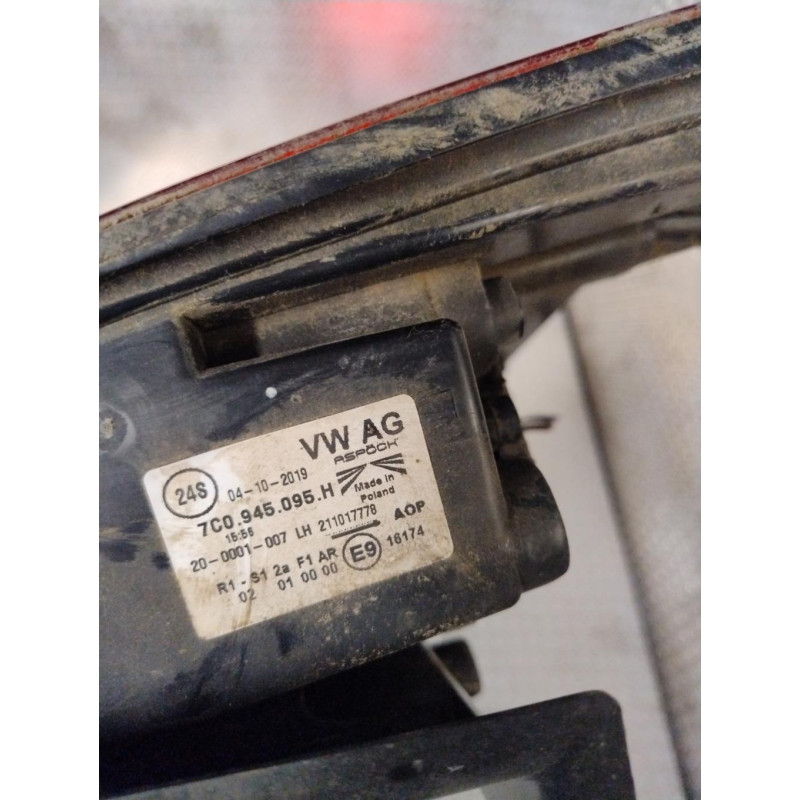 VW AG
ASPÖCK
24S 04-10-2019
Made in
Poland
7C0.945.095.H
15:56
20-0001-007 LH 211017778 AOP
R1 - S1 2a F1 AR E9 16174
02 01 00 00